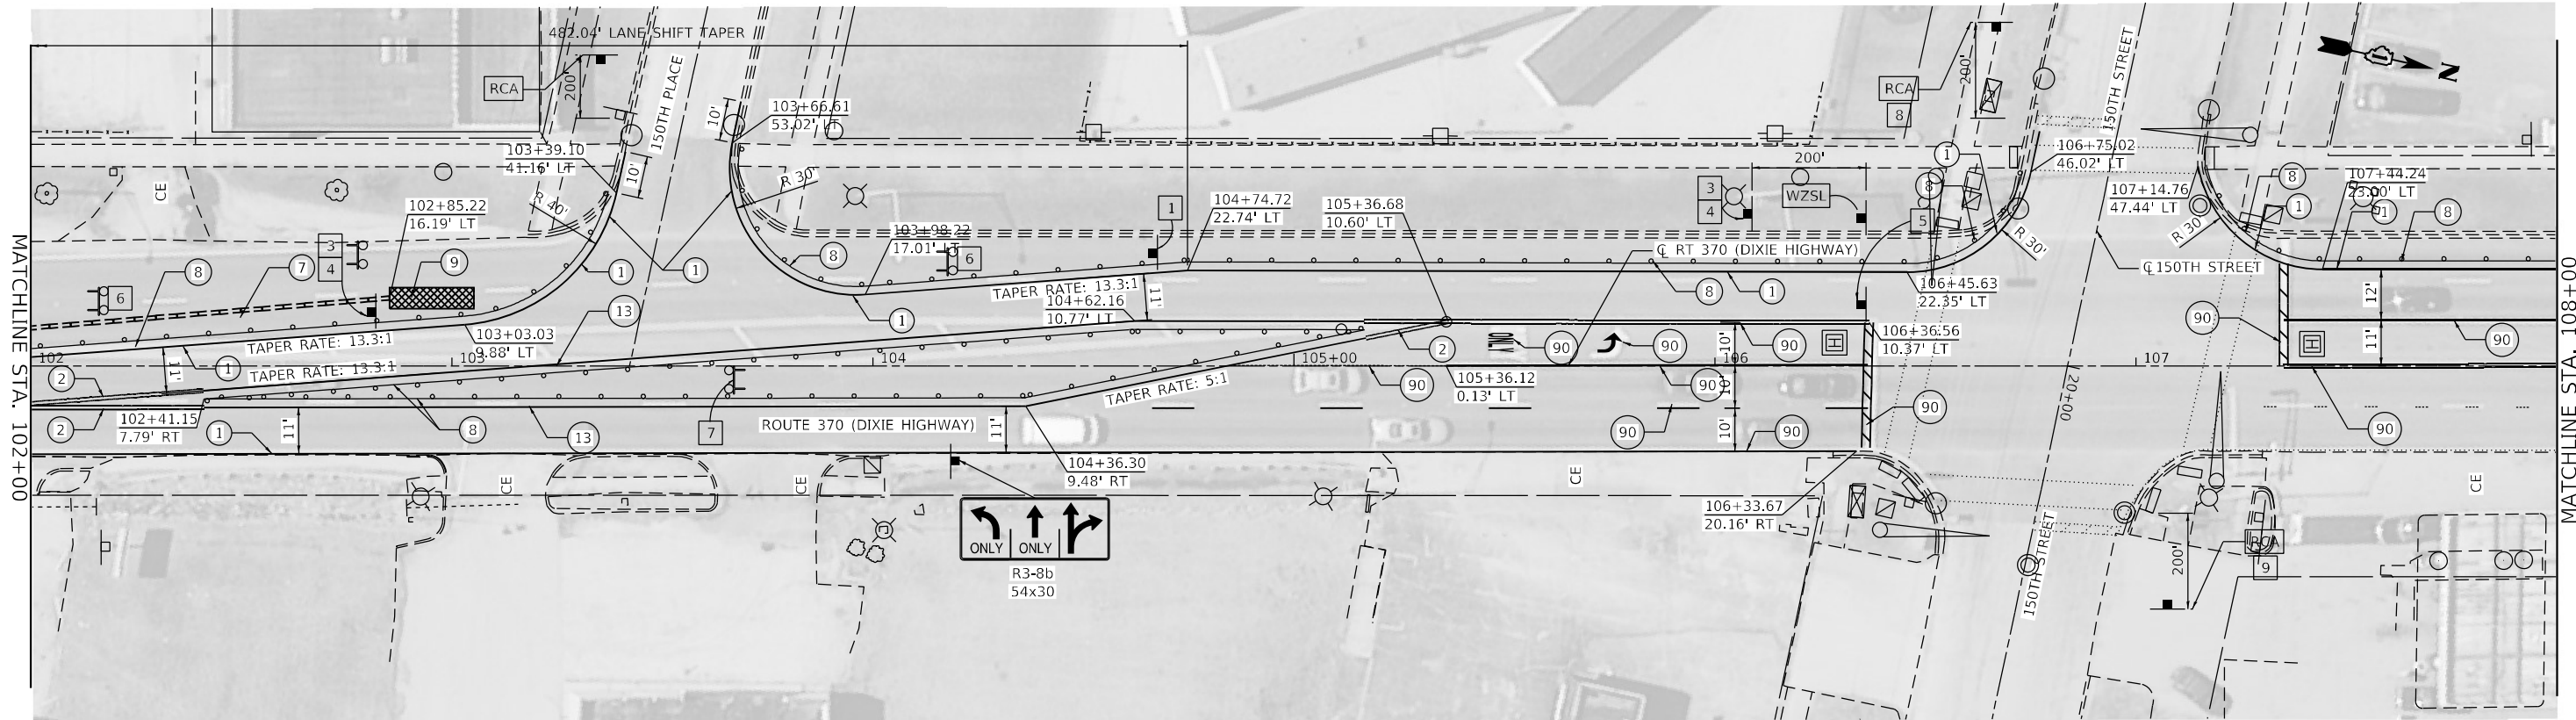 482.04' LANE SHIFT TAPER
RCA
200'
150TH PLACE
10'
103+66.61
53.02' LT
103+39.10
41.16' LT
10'
R 40'
R 30'
CE
102+85.22
16.19' LT
3
4
8
7
9
6
1
1
103+98.22
17.01' LT
8
6
1
104+74.72
22.74' LT
105+36.68
10.60' LT
200'
3
4
WZSL
RCA
8
200'
150TH STREET
N
1
8
5
106+75.02
46.02' LT
107+14.76
47.44' LT
8
1
107+44.24
23.00' LT
1
8
R 30'
R 30'
℄ RT 370 (DIXIE HIGHWAY)
℄ 150TH STREET
TAPER RATE: 13.3:1
104+62.16
10.77' LT
11'
8
1
106+45.63
22.35' LT
12'
13
1
103+03.03
9.88' LT
TAPER RATE: 13.3:1
102
103
104
105+00
106
107
11'
1
TAPER RATE: 13.3:1
2
90
90
10'
90
H
106+36.56
10.37' LT
90
H
11'
90
2
TAPER RATE: 5:1
90
105+36.12
0.13' LT
90
10'
20+00
2
102+41.15
7.79' RT
1
11'
8
13
7
ROUTE 370 (DIXIE HIGHWAY)
11'
90
10'
90
90
90
104+36.30
9.48' RT
CE
CE
CE
CE
106+33.67
20.16' RT
ONLY
ONLY
R3-8b
54x30
150TH STREET
200'
RCA
9
MATCHLINE STA. 102+00
MATCHLINE STA. 108+00